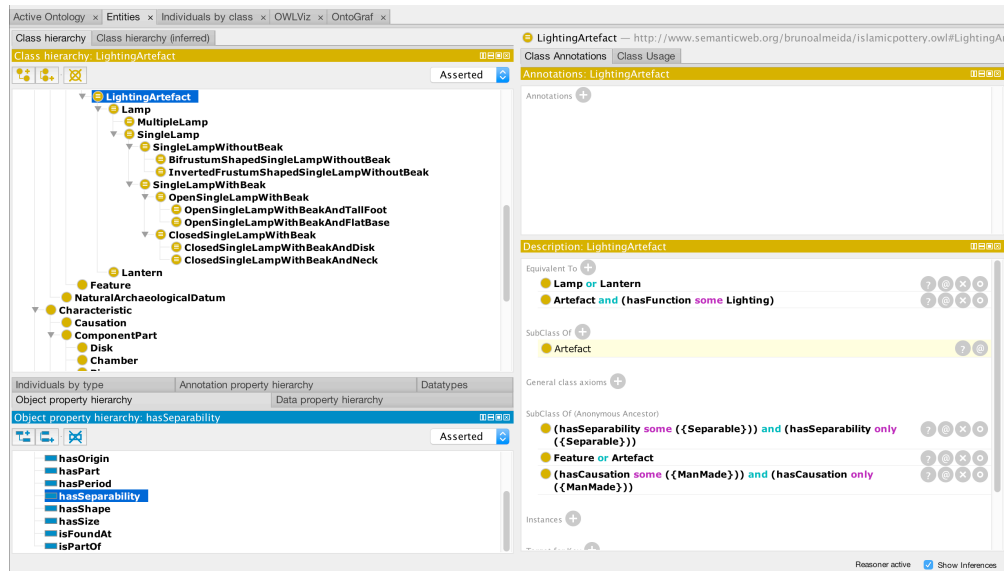 Active Ontology × Entities × Individuals by class × OWLViz × OntoGraf ×
Class hierarchy Class hierarchy (inferred)
Class hierarchy: LightingArtefact
Asserted
LightingArtefact
Lamp
MultipleLamp
SingleLamp
SingleLampWithoutBeak
BifrustumShapedSingleLampWithoutBeak
InvertedFrustumShapedSingleLampWithoutBeak
SingleLampWithBeak
OpenSingleLampWithBeak
OpenSingleLampWithBeakAndTallFoot
OpenSingleLampWithBeakAndFlatBase
ClosedSingleLampWithBeak
ClosedSingleLampWithBeakAndDisk
ClosedSingleLampWithBeakAndNeck
Lantern
Feature
NaturalArchaeologicalDatum
Characteristic
Causation
ComponentPart
Disk
Chamber
Individuals by type Annotation property hierarchy Datatypes
Object property hierarchy Data property hierarchy
Object property hierarchy: hasSeparability
Asserted
hasOrigin
hasPart
hasPeriod
hasSeparability
hasShape
hasSize
isFoundAt
isPartOf
LightingArtefact — http://www.semanticweb.org/brunoalmeida/islamicpottery.owl#LightingAr
Class Annotations Class Usage
Annotations: LightingArtefact
Annotations
Description: LightingArtefact
Equivalent To
Lamp or Lantern
Artefact and (hasFunction some Lighting)
SubClass Of
Artefact
General class axioms
SubClass Of (Anonymous Ancestor)
(hasSeparability some ({Separable})) and (hasSeparability only
({Separable}))
Feature or Artefact
(hasCausation some ({ManMade})) and (hasCausation only
({ManMade}))
Instances
Reasoner active Show Inferences